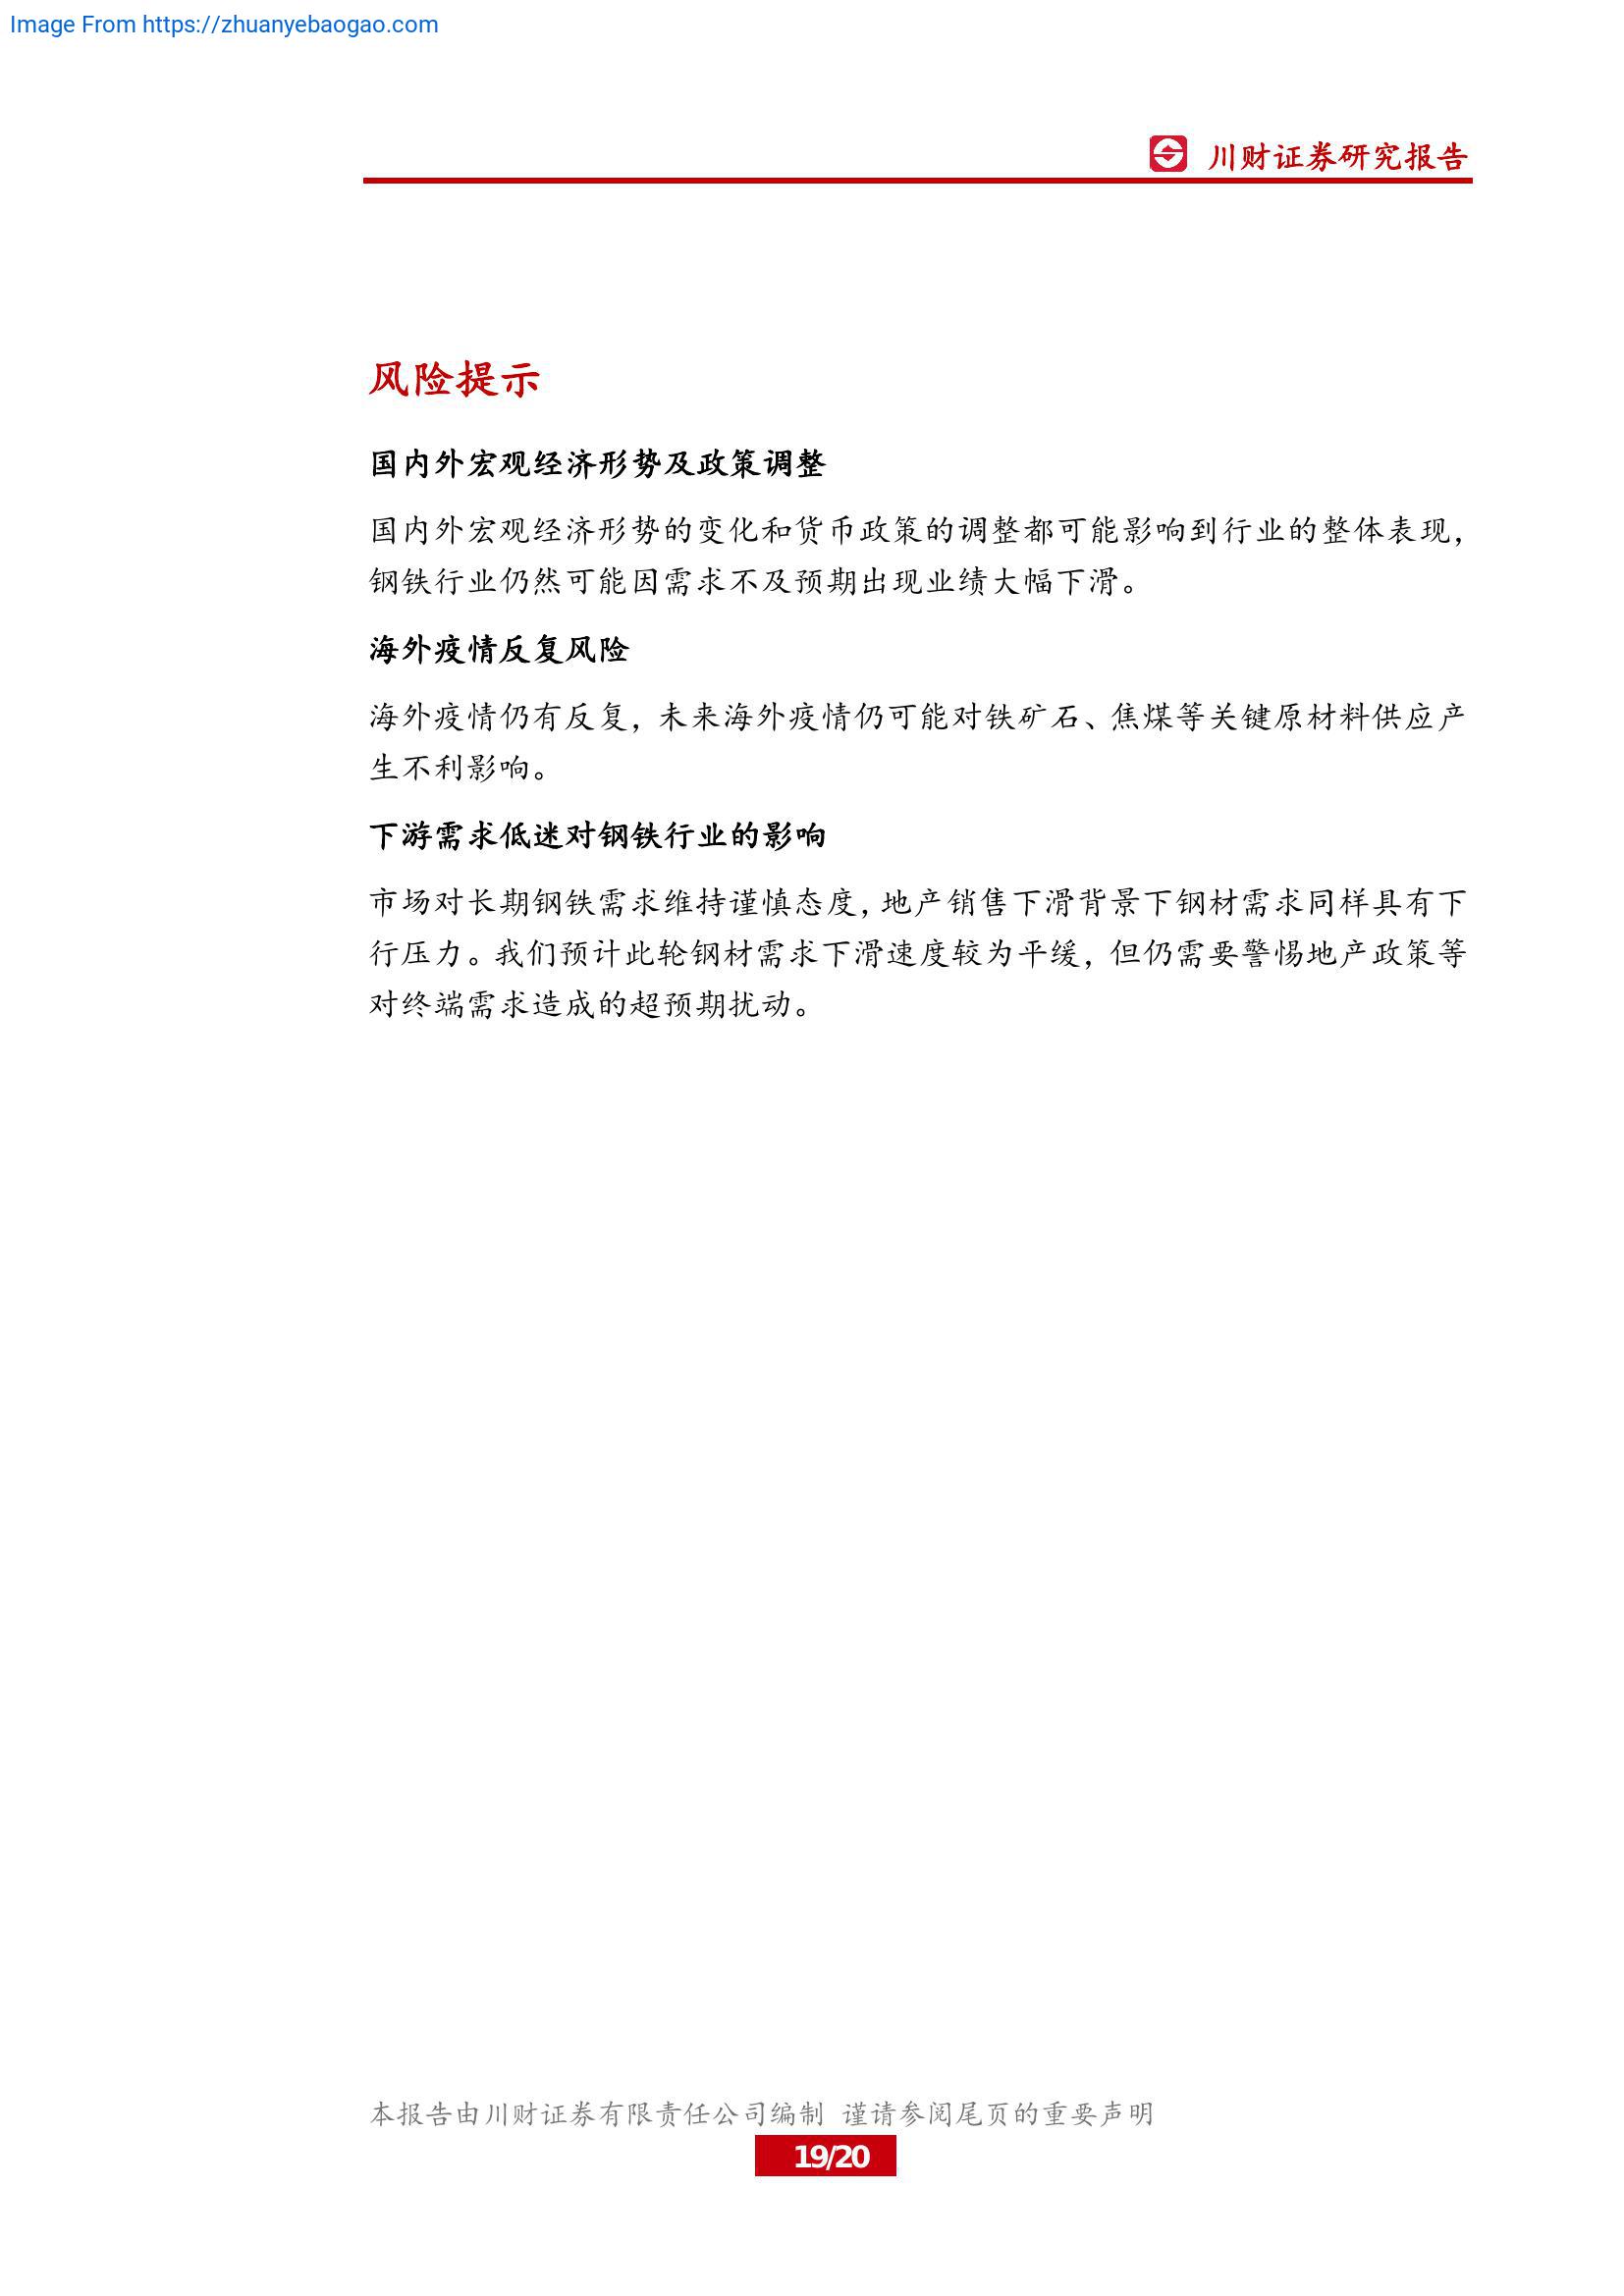 Image From https://zhuanyebaogao.com
川财证券研究报告
风险提示
国内外宏观经济形势及政策调整
国内外宏观经济形势的变化和货币政策的调整都可能影响到行业的整体表现，
钢铁行业仍然可能因需求不及预期出现业绩大幅下滑。
海外疫情反复风险
海外疫情仍有反复，未来海外疫情仍可能对铁矿石、焦煤等关键原材料供应产
生不利影响。
下游需求低迷对钢铁行业的影响
市场对长期钢铁需求维持谨慎态度，地产销售下滑背景下钢材需求同样具有下
行压力。我们预计此轮钢材需求下滑速度较为平缓，但仍需要警惕地产政策等
对终端需求造成的超预期扰动。
本报告由川财证券有限责任公司编制 谨请参阅尾页的重要声明
19/20